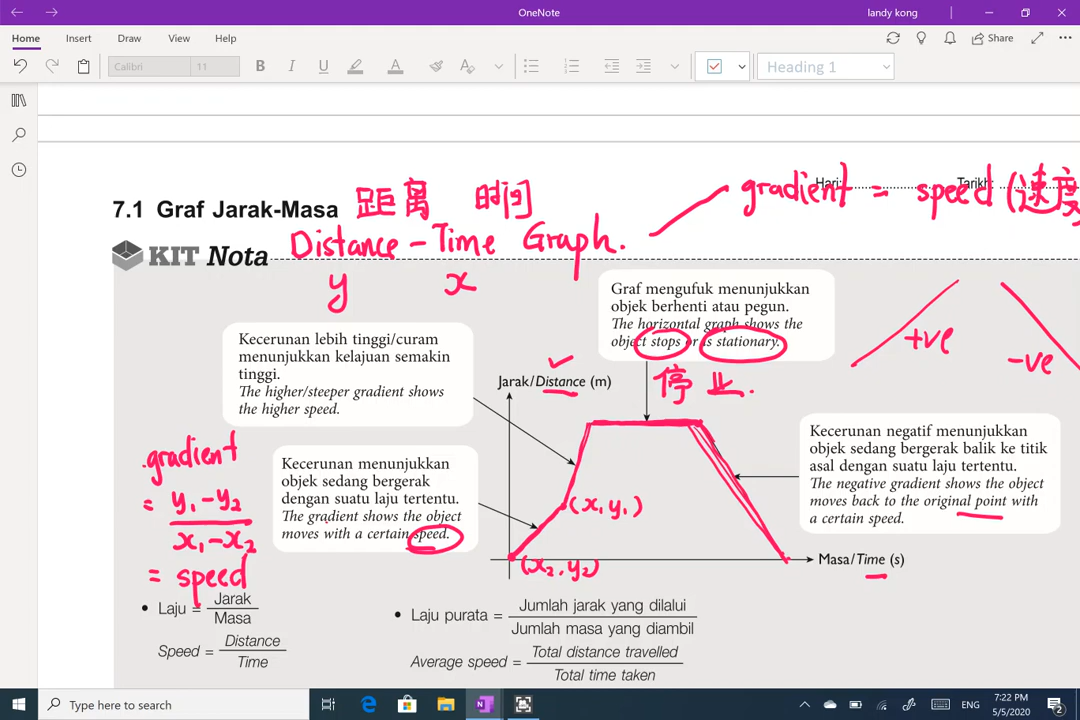 OneNote
landy kong
Home
Insert
Draw
View
Help
Share
Calibri
11
B
I
U
A
Heading 1
Hari:
Tarikh:
gradient = speed (速度
7.1 Graf Jarak-Masa
距离 时间
Distance - Time Graph.
y x
KIT Nota
Graf mengufuk menunjukkan
objek berhenti atau pegun.
The horizontal graph shows the
object stops or is stationary.
停止.
+ve
-ve
Kecerunan lebih tinggi/curam
menunjukkan kelajuan semakin
tinggi.
The higher/steeper gradient shows
the higher speed.
Jarak/Distance (m)
Kecerunan menunjukkan
objek sedang bergerak
dengan suatu laju tertentu.
The gradient shows the object
moves with a certain speed.
Kecerunan negatif menunjukkan
objek sedang bergerak balik ke titik
asal dengan suatu laju tertentu.
The negative gradient shows the object
moves back to the original point with
a certain speed.
(x, y₁)
(x₂, y₂)
Masa/Time (s)
gradient
= y₁-y₂
x₁-x₂
= speed
• Laju = Jarak
Masa
Speed = Distance
Time
• Laju purata = Jumlah jarak yang dilalui
Jumlah masa yang diambil
Average speed = Total distance travelled
Total time taken
Type here to search
ENG
7:22 PM
5/5/2020
2